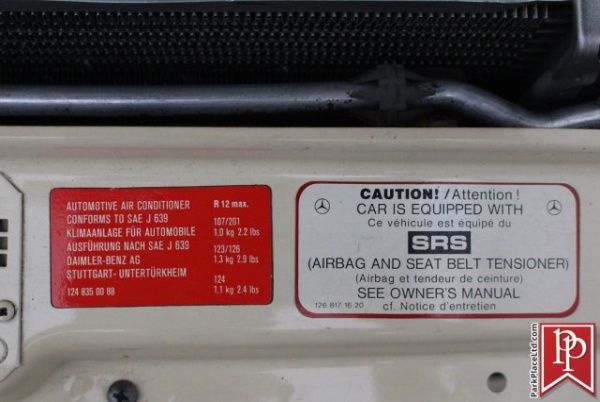 AUTOMOTIVE AIR CONDITIONER R 12 max.
CONFORMS TO SAE J 639 107/201
KLIMAANLAGE FÜR AUTOMOBILE 1,0 kg 2.2 lbs
AUSFÜHRUNG NACH SAE J 639 123/126
DAIMLER-BENZ AG 1,3 kg 2.9 lbs
STUTTGART- UNTERTÜRKHEIM 124
124 835 00 88 1,1 kg 2.4 lbs
CAUTION! / Attention !
CAR IS EQUIPPED WITH
Ce véhicule est équipé du
SRS
(AIRBAG AND SEAT BELT TENSIONER)
(Airbag et tendeur de ceinture)
SEE OWNER'S MANUAL
126 817 16 20 cf. Notice d'entretien
ParkPlaceLtd.com
PP